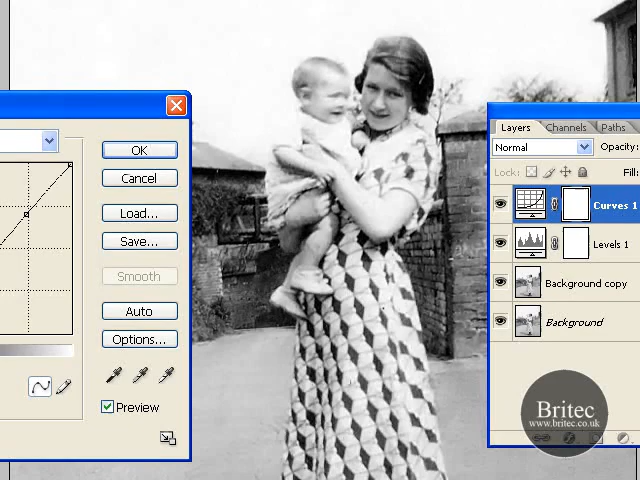 OK
Cancel
Load...
Save...
Smooth
Auto
Options...
Preview
Layers Channels Paths
Normal Opacity:
Lock: Fill:
Curves 1
Levels 1
Background copy
Background
Britec
www.britec.co.uk